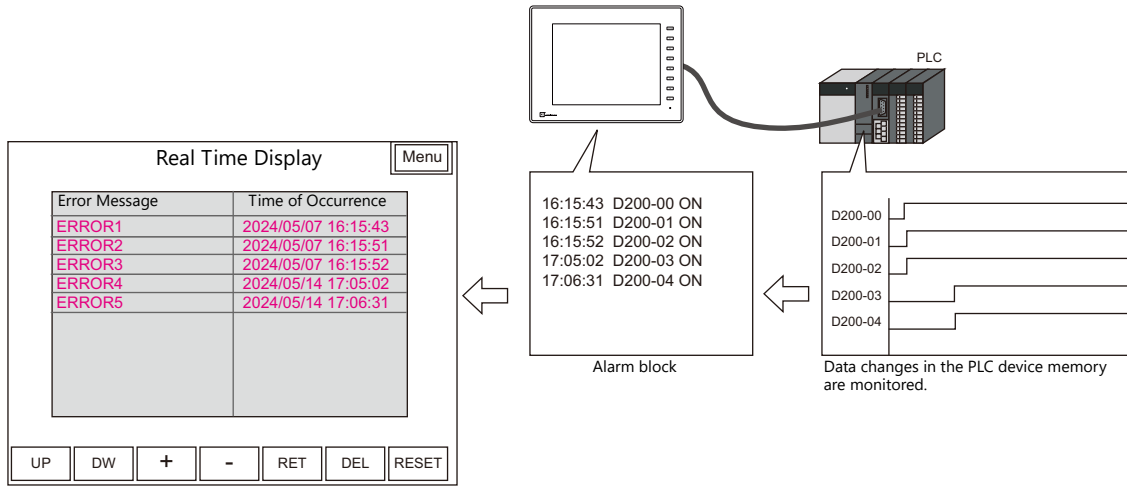 PLC
Real Time Display
Menu
Error Message Time of Occurrence
ERROR1 2024/05/07 16:15:43
ERROR2 2024/05/07 16:15:51
ERROR3 2024/05/07 16:15:52
ERROR4 2024/05/14 17:05:02
ERROR5 2024/05/14 17:06:31
UP DW + - RET DEL RESET
16:15:43 D200-00 ON
16:15:51 D200-01 ON
16:15:52 D200-02 ON
17:05:02 D200-03 ON
17:06:31 D200-04 ON
Alarm block
D200-00
D200-01
D200-02
D200-03
D200-04
Data changes in the PLC device memory
are monitored.